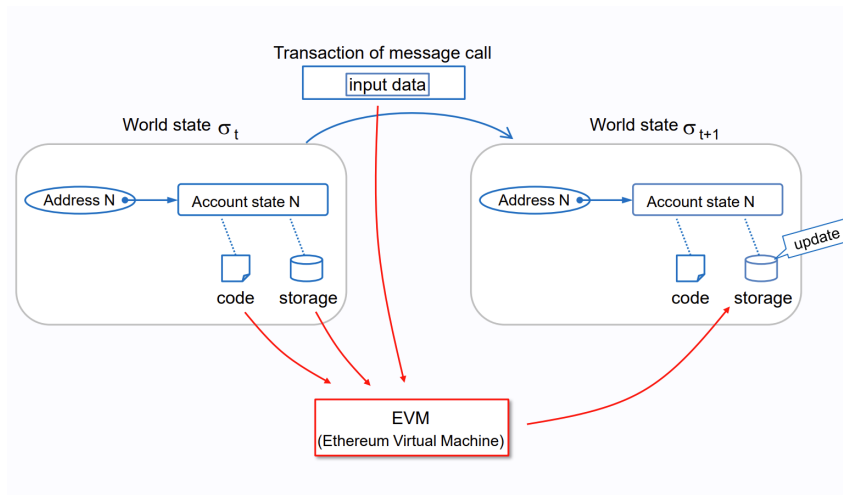 Transaction of message call
input data
World state σt
World state σt+1
Address N
Account state N
Address N
Account state N
update
code
storage
code
storage
EVM
(Ethereum Virtual Machine)